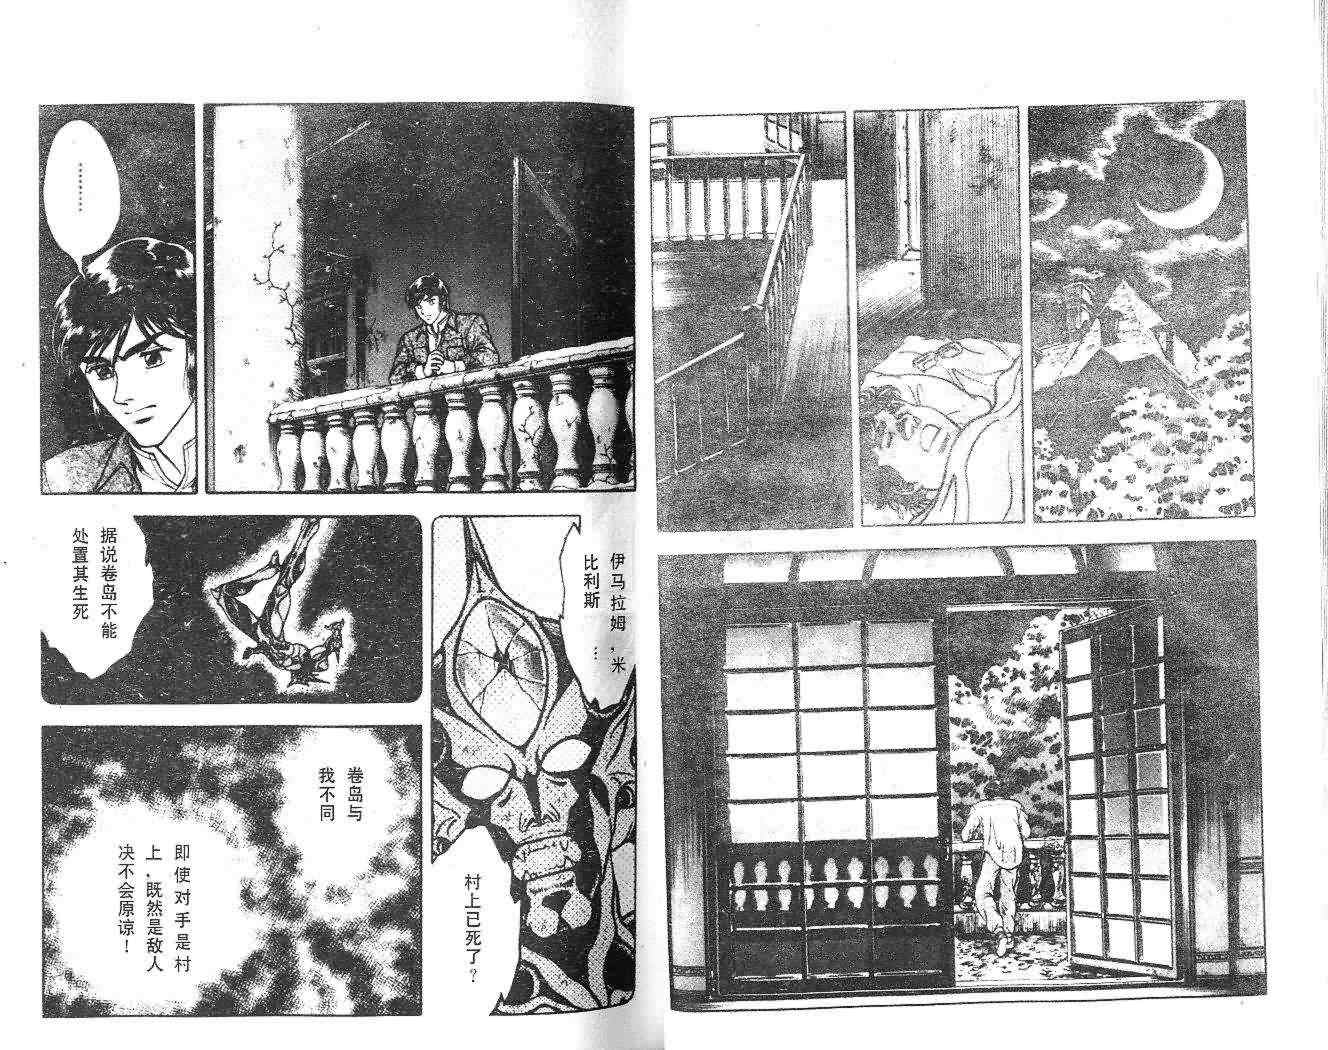 ………
伊马拉姆，米
比利斯…
据说卷岛不能
处置其生死
村上已死了？
卷岛与
我不同
即使对手是村
上，既然是敌人
决不会原谅！